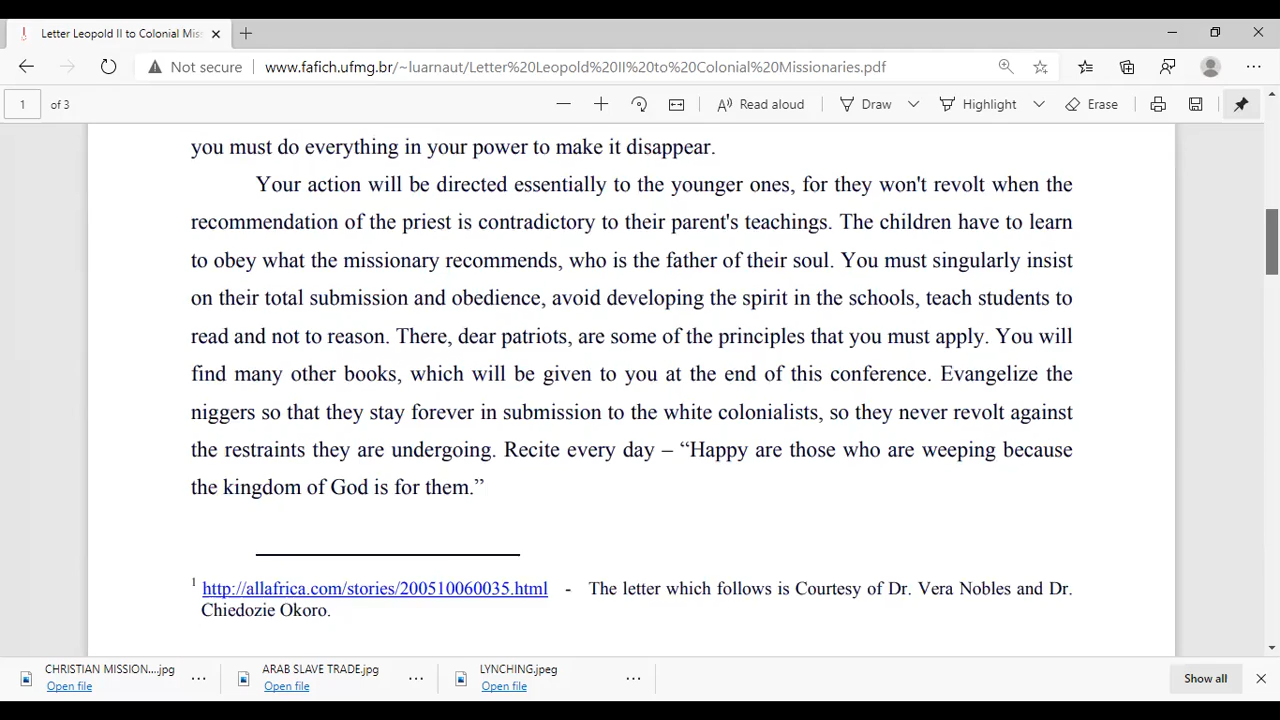 Letter Leopold II to Colonial Mis
Not secure www.fafich.ufmg.br/~luarnaut/Letter%20Leopold%20II%20to%20Colonial%20Missionaries.pdf
1 of 3 Read aloud Draw Highlight Erase
you must do everything in your power to make it disappear.
Your action will be directed essentially to the younger ones, for they won't revolt when the
recommendation of the priest is contradictory to their parent's teachings. The children have to learn
to obey what the missionary recommends, who is the father of their soul. You must singularly insist
on their total submission and obedience, avoid developing the spirit in the schools, teach students to
read and not to reason. There, dear patriots, are some of the principles that you must apply. You will
find many other books, which will be given to you at the end of this conference. Evangelize the
niggers so that they stay forever in submission to the white colonialists, so they never revolt against
the restraints they are undergoing. Recite every day – “Happy are those who are weeping because
the kingdom of God is for them.”
1 http://allafrica.com/stories/200510060035.html - The letter which follows is Courtesy of Dr. Vera Nobles and Dr.
Chiedozie Okoro.
CHRISTIAN MISSION....jpg ARAB SLAVE TRADE.jpg LYNCHING.jpeg
Open file Open file Open file Show all